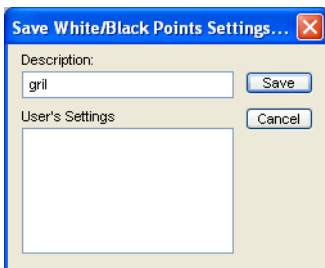 Save White/Black Points Settings...
Description:
gril
Save
User's Settings
Cancel